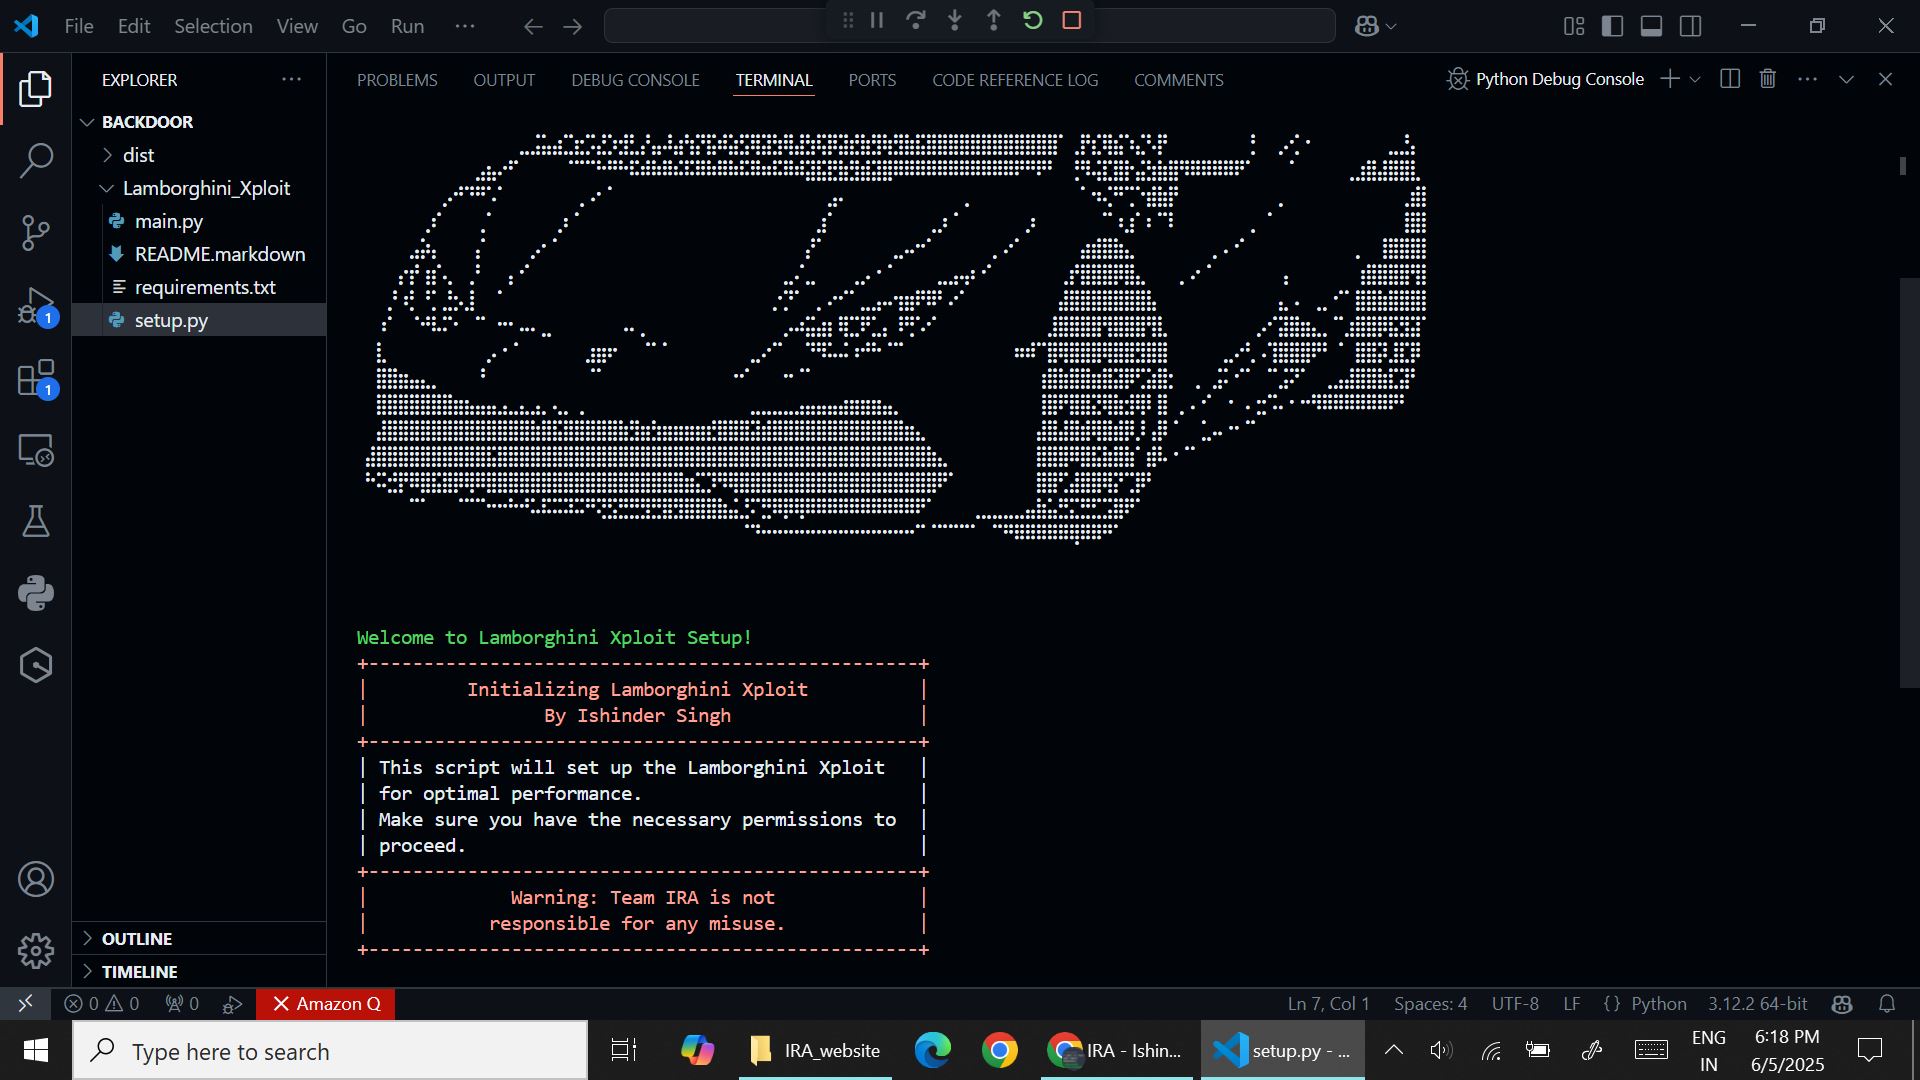 File Edit Selection View Go Run ···
EXPLORER ···
BACKDOOR
dist
Lamborghini_Xploit
main.py
README.markdown
requirements.txt
setup.py
OUTLINE
TIMELINE
1
1
PROBLEMS OUTPUT DEBUG CONSOLE TERMINAL PORTS CODE REFERENCE LOG COMMENTS
Python Debug Console
Welcome to Lamborghini Xploit Setup!
+--------------------------------------------------+
| Initializing Lamborghini Xploit |
| By Ishinder Singh |
+--------------------------------------------------+
| This script will set up the Lamborghini Xploit |
| for optimal performance. |
| Make sure you have the necessary permissions to |
| proceed. |
+--------------------------------------------------+
| Warning: Team IRA is not |
| responsible for any misuse. |
+--------------------------------------------------+
0 0 0 Amazon Q
Ln 7, Col 1 Spaces: 4 UTF-8 LF {} Python 3.12.2 64-bit
Type here to search
IRA_website
IRA - Ishin...
setup.py - ...
ENG
IN
6:18 PM
6/5/2025